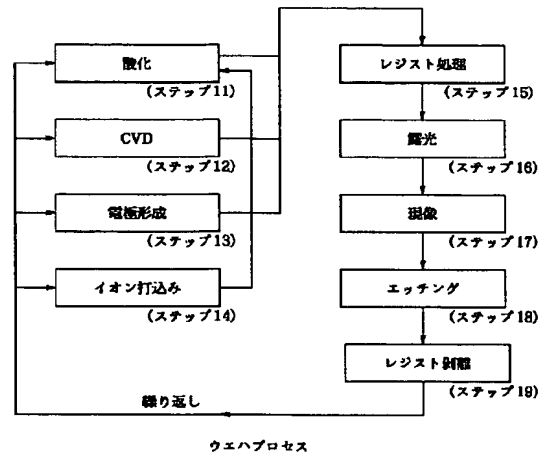 酸化
(ステップ11)
CVD
(ステップ12)
電極形成
(ステップ13)
イオン打込み
(ステップ14)
レジスト処理
(ステップ15)
露光
(ステップ16)
現像
(ステップ17)
エッチング
(ステップ18)
レジスト剥離
(ステップ19)
繰り返し
ウエハプロセス